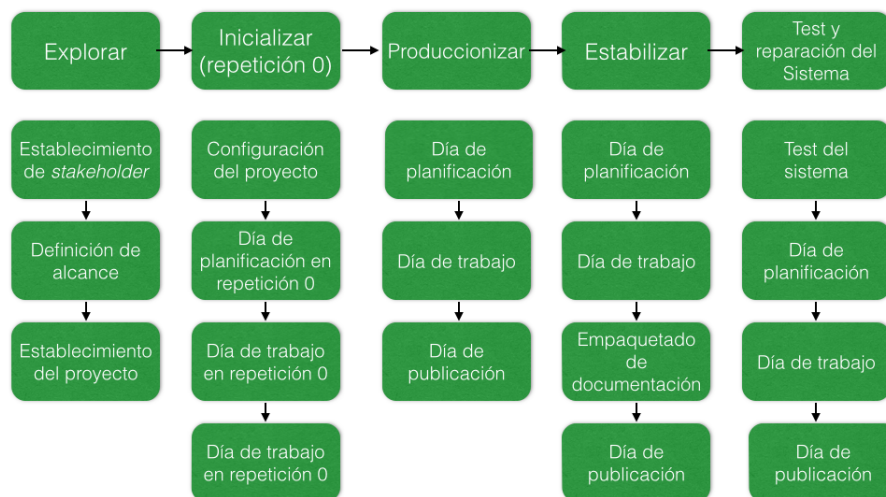 Explorar
Inicializar
(repetición 0)
Produccionizar
Estabilizar
Test y
reparación del
Sistema
Establecimiento
de stakeholder
Definición de
alcance
Establecimiento
del proyecto
Configuración
del proyecto
Día de
planificación en
repetición 0
Día de trabajo
en repetición 0
Día de trabajo
en repetición 0
Día de
planificación
Día de trabajo
Día de
publicación
Día de
planificación
Día de trabajo
Empaquetado
de
documentación
Día de
publicación
Test del
sistema
Día de
planificación
Día de trabajo
Día de
publicación